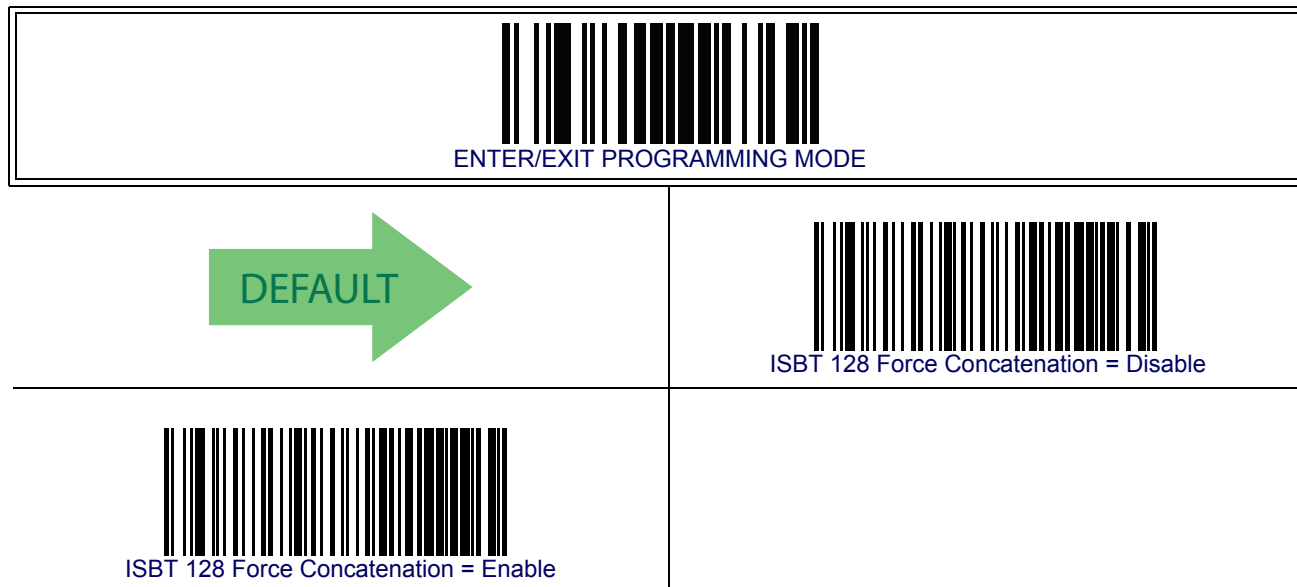 ENTER/EXIT PROGRAMMING MODE
DEFAULT
ISBT 128 Force Concatenation = Disable
ISBT 128 Force Concatenation = Enable